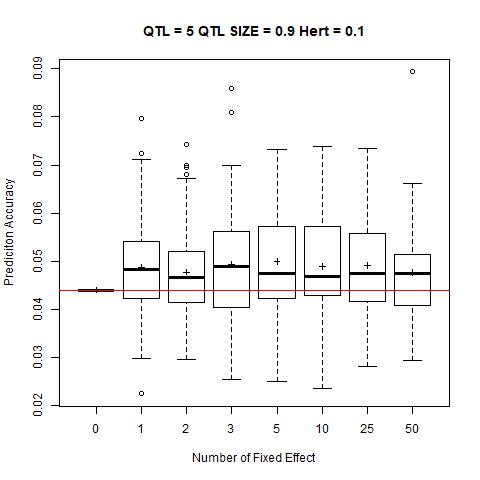 QTL = 5 QTL SIZE = 0.9 Hert = 0.1
Prediciton Accuracy
0.09
0.08
0.07
0.06
0.05
0.04
0.03
0.02
0 1 2 3 5 10 25 50
Number of Fixed Effect